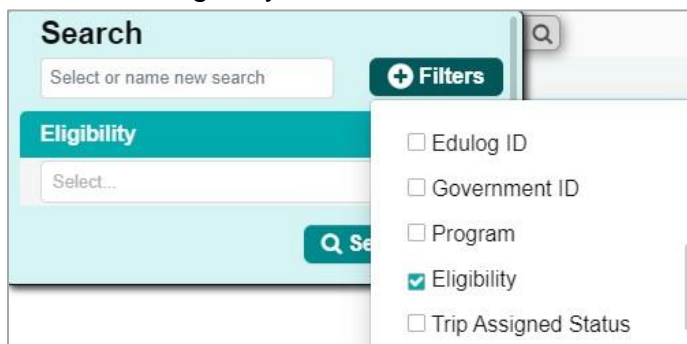 Search
Select or name new search
Filters
Eligibility
Select...
Edulog ID
Government ID
Program
Eligibility
Trip Assigned Status